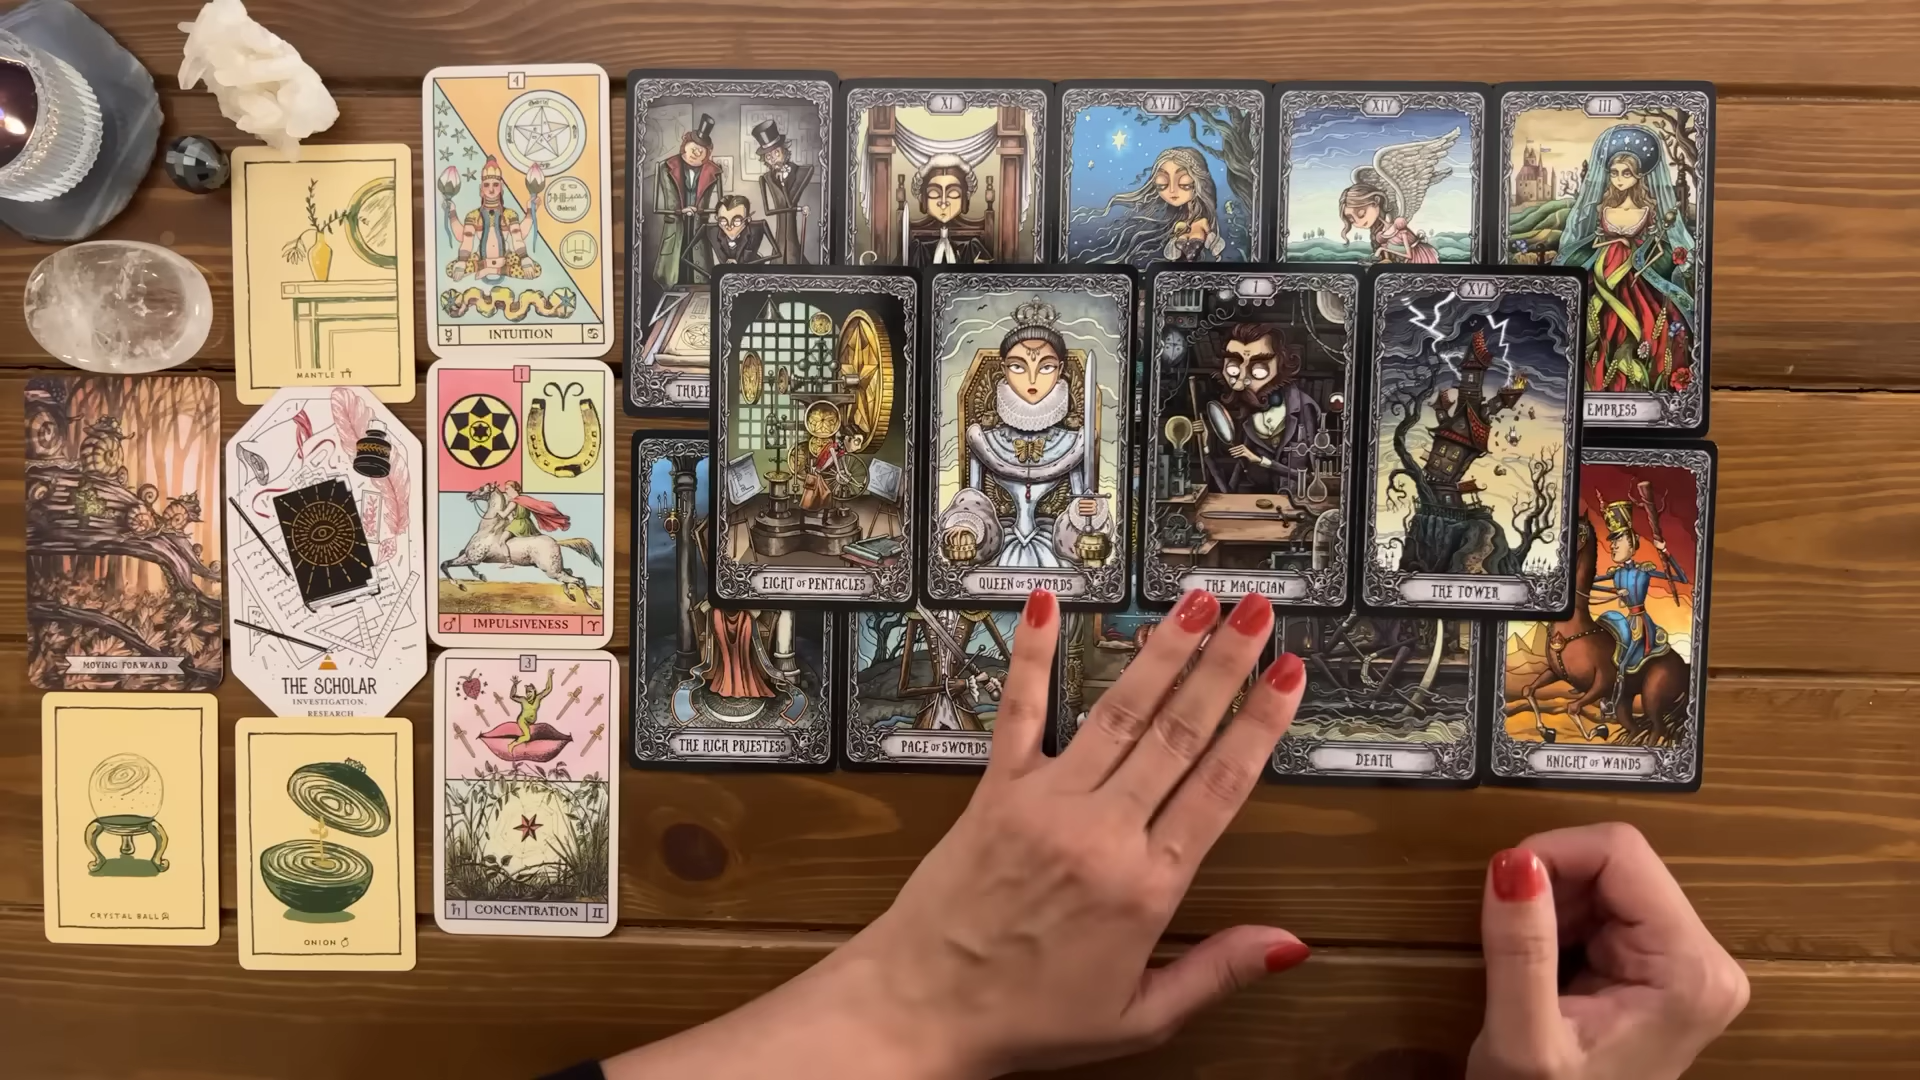 MANTLE
4
INTUITION
XI
XVII
XIV
III
THREE
EMPRESS
I
XVI
EIGHT OF PENTACLES
QUEEN OF SWORDS
THE MAGICIAN
THE TOWER
MOVING FORWARD
THE SCHOLAR
INVESTIGATION,
RESEARCH
1
IMPULSIVENESS
THE HIGH PRIESTESS
PAGE OF SWORDS
DEATH
KNIGHT OF WANDS
CRYSTAL BALL
ONION
3
CONCENTRATION